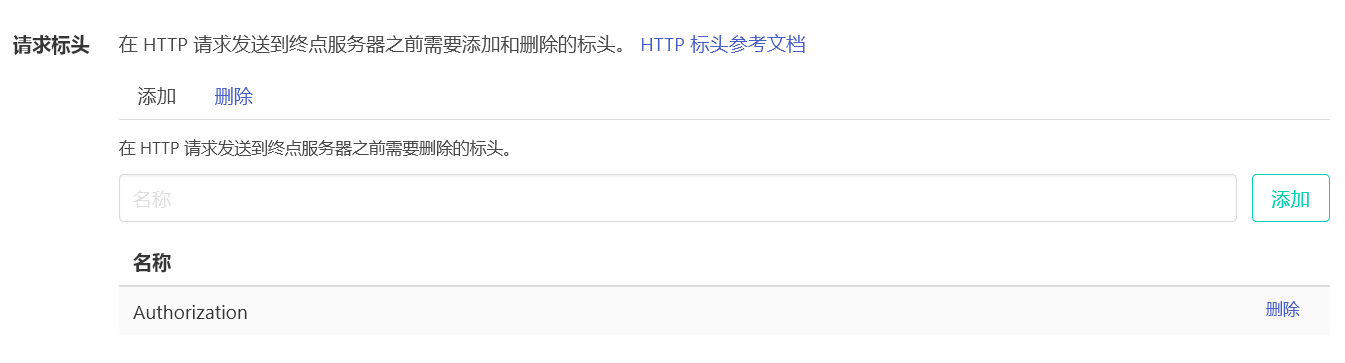 请求标头 在 HTTP 请求发送到终点服务器之前需要添加和删除的标头。 HTTP 标头参考文档
添加 删除
在 HTTP 请求发送到终点服务器之前需要删除的标头。
名称 添加
名称
Authorization 删除